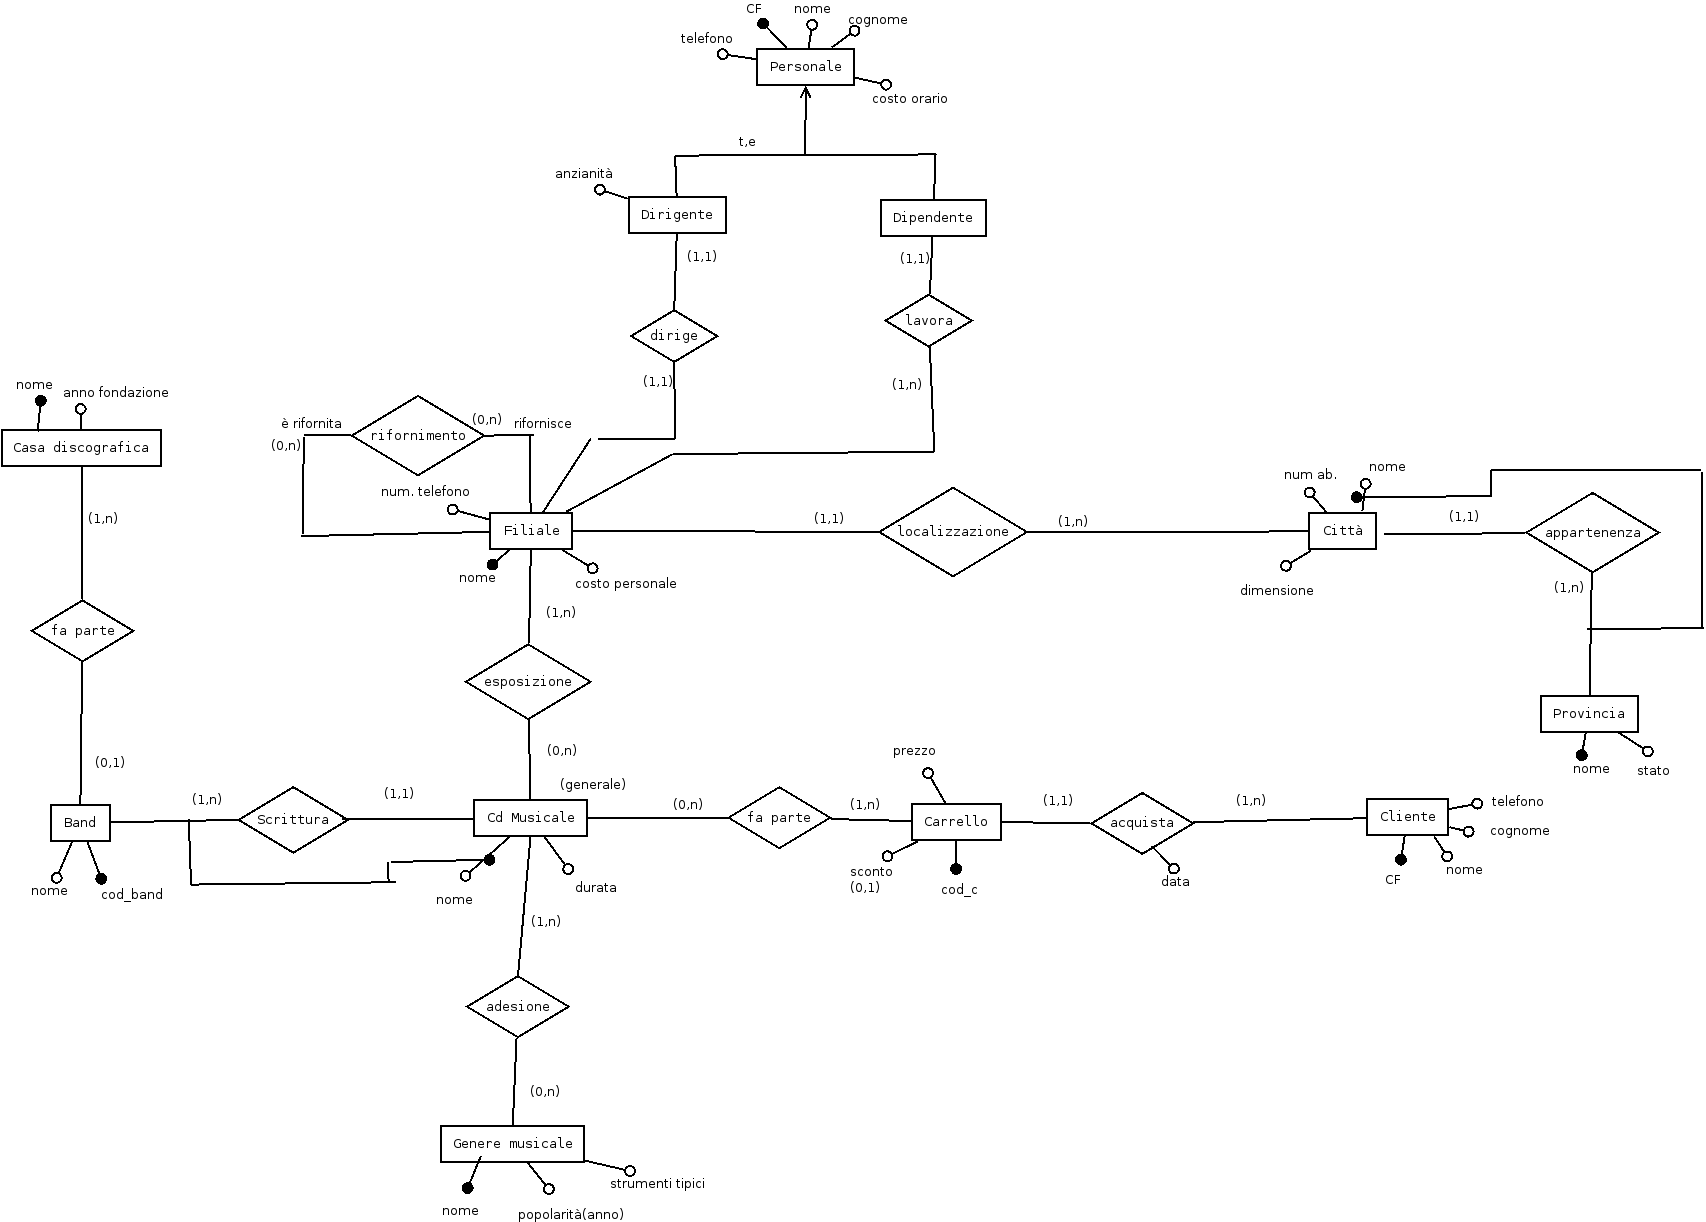 CF
nome
cognome
telefono
Personale
costo orario
t,e
anzianità
Dirigente
Dipendente
(1,1)
(1,1)
dirige
lavora
(1,1)
(1,n)
nome
anno fondazione
Casa discografica
è rifornita
(0,n)
rifornimento
(0,n)
rifornisce
num. telefono
Filiale
nome
costo personale
(1,1)
localizzazione
(1,n)
num ab.
nome
Città
dimensione
(1,1)
appartenenza
(1,n)
Provincia
nome
stato
(1,n)
fa parte
(0,1)
(1,n)
esposizione
(0,n)
(generale)
Band
nome
cod_band
(1,n)
Scrittura
(1,1)
Cd Musicale
nome
durata
(0,n)
fa parte
(1,n)
prezzo
Carrello
sconto
(0,1)
cod_c
(1,1)
acquista
data
(1,n)
Cliente
telefono
cognome
nome
CF
(1,n)
adesione
(0,n)
Genere musicale
nome
popolarità(anno)
strumenti tipici